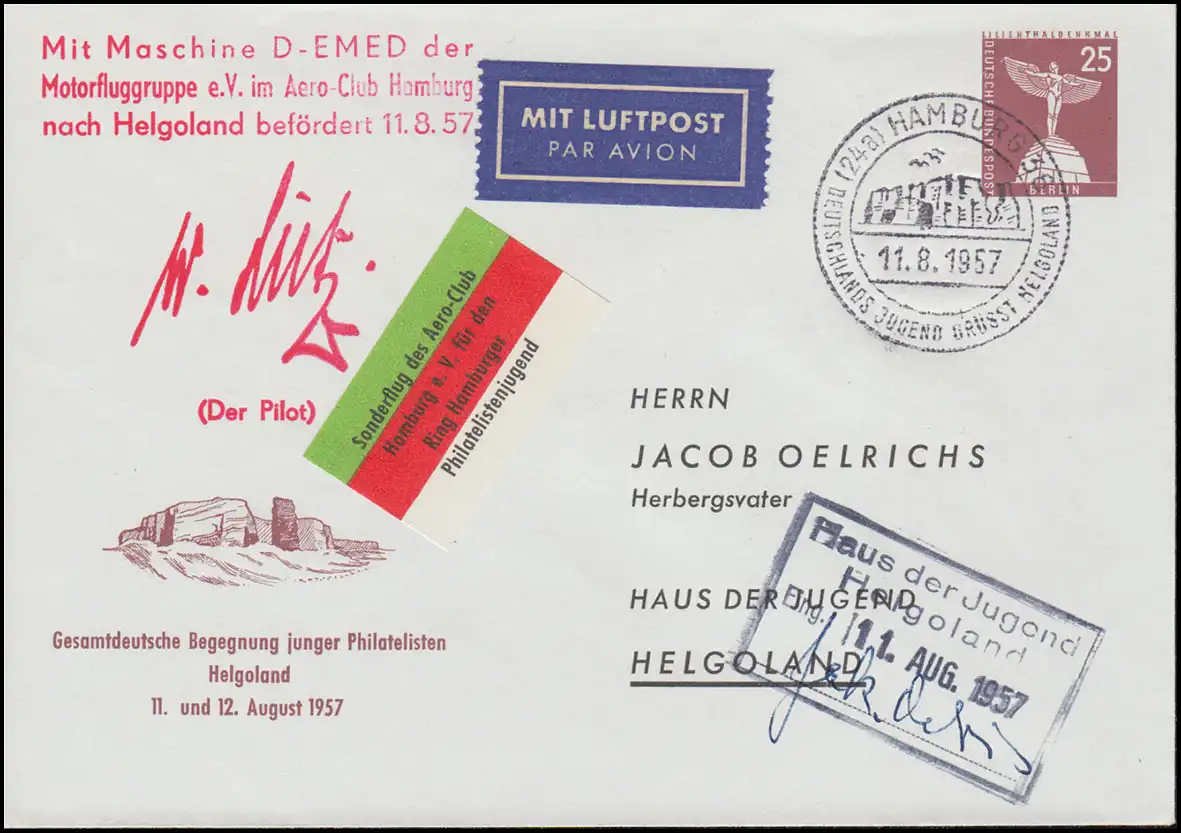 Mit Maschine D-EMED der
Motorfluggruppe e.V. im Aero-Club Hamburg
nach Helgoland befördert 11.8.57
MIT LUFTPOST
PAR AVION
LILIENTHALDENKMAL
DEUTSCHE BUNDESPOST
25
BERLIN
(24a) HAMBURG
11.8.1957
DEUTSCHLANDS JUGEND GRÜSST HELGOLAND
W.
(Der Pilot)
Sonderflug des Aero-Club
Hamburg e. V. für den
Ring Hamburger
Philatelistenjugend
HERRN
JACOB OELRICHS
Herbergsvater
HAUS DER JUGEND
HELGOLAND
Haus der Jugend
Helgoland
Eing.
11. AUG. 1957
Gesamtdeutsche Begegnung junger Philatelisten
Helgoland
11. und 12. August 1957